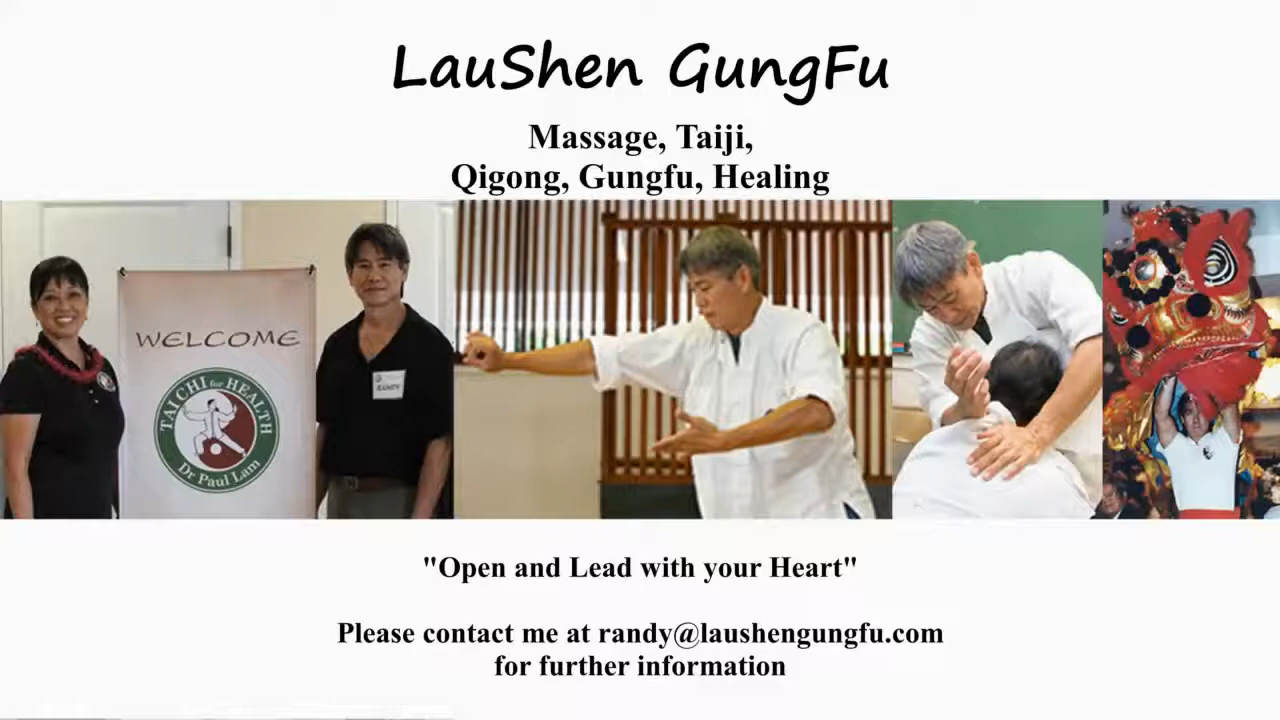 LauShen GungFu
Massage, Taiji,
Qigong, Gungfu, Healing
WELCOME
TAI CHI for HEALTH
Dr Paul Lam
RANDY
"Open and Lead with your Heart"
Please contact me at randy@laushengungfu.com
for further information